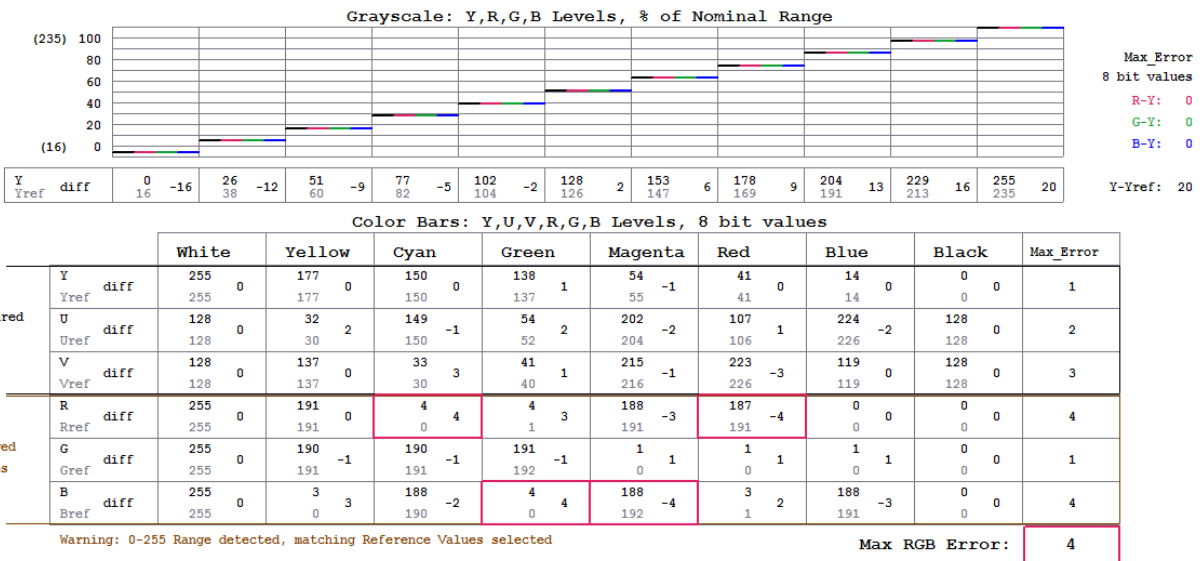 Grayscale: Y,R,G,B Levels, % of Nominal Range
(235) 100
80
60
40
20
(16) 0
Max_Error
8 bit values
R-Y: 0
G-Y: 0
B-Y: 0
Y diff 0 -16 26 -12 51 -9 77 -5 102 -2 128 2 153 6 178 9 204 13 229 16 255 20 Y-Yref: 20
Yref 16 38 60 82 104 126 147 169 191 213 235
Color Bars: Y,U,V,R,G,B Levels, 8 bit values
White Yellow Cyan Green Magenta Red Blue Black Max_Error
Y diff 255 0 177 0 150 0 138 1 54 -1 41 0 14 0 0 0 1
Yref 255 177 150 137 55 41 14 0
U diff 128 0 32 2 149 -1 54 2 202 -2 107 1 224 -2 128 0 2
Uref 128 30 150 52 204 106 226 128
V diff 128 0 137 0 33 3 41 1 215 -1 223 -3 119 0 128 0 3
Vref 128 137 30 40 216 226 119 128
R diff 255 0 191 0 4 4 4 3 188 -3 187 -4 0 0 0 0 4
Rref 255 191 0 1 191 191 0 0
G diff 255 0 190 -1 190 -1 191 -1 1 1 1 1 1 1 0 0 1
Gref 255 191 191 192 0 0 0 0
B diff 255 0 3 3 188 -2 4 4 188 -4 3 2 188 -3 0 0 4
Bref 255 0 190 0 192 1 191 0
Warning: 0-255 Range detected, matching Reference Values selected
Max RGB Error: 4